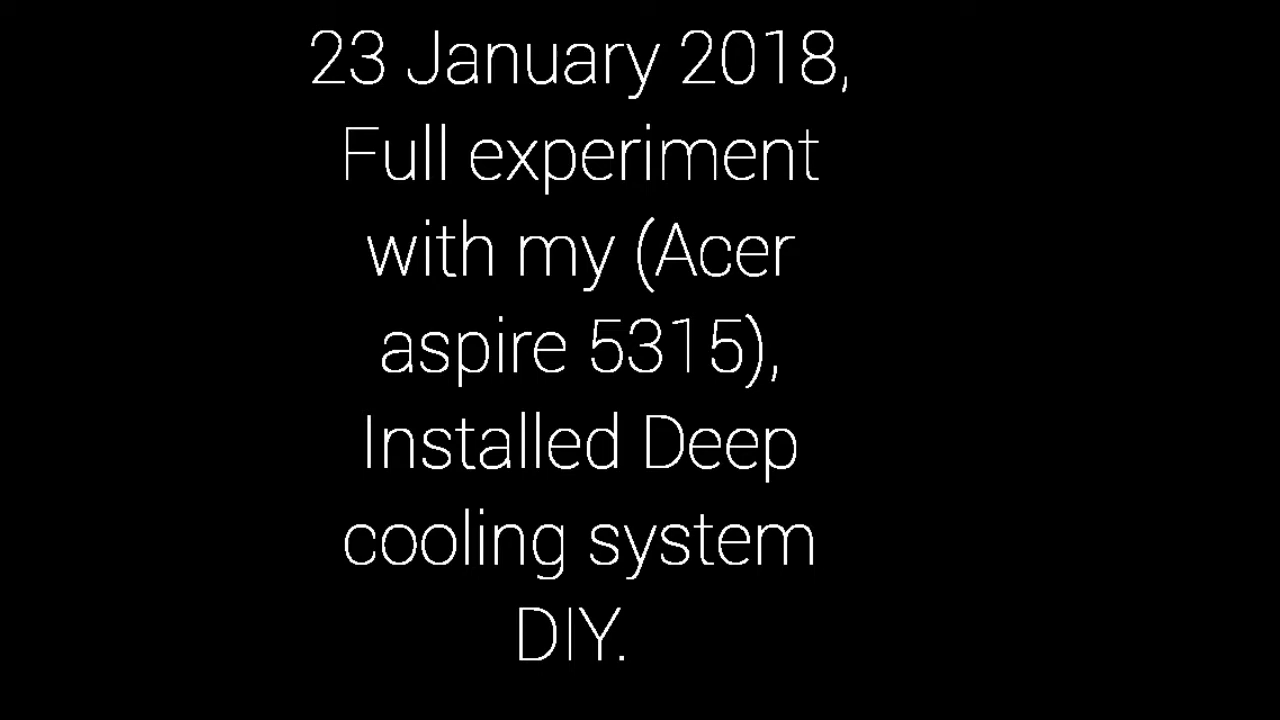 23 January 2018,
Full experiment
with my (Acer
aspire 5315),
Installed Deep
cooling system
DIY.